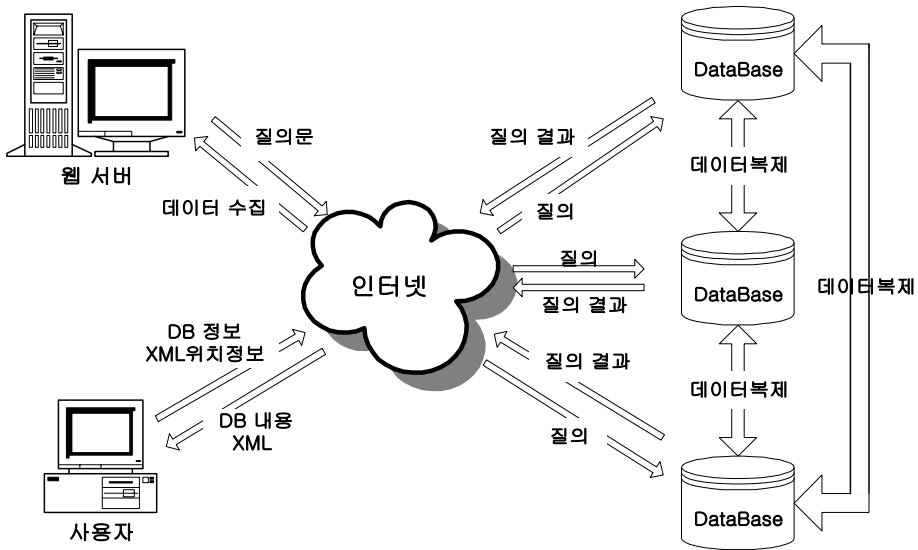 DataBase
질의문
질의 결과
웹 서버
데이터복제
데이터 수집
질의
인터넷
질의
DataBase
데이터복제
질의 결과
DB 정보
XML위치정보
질의 결과
데이터복제
DB 내용
XML
질의
사용자
DataBase